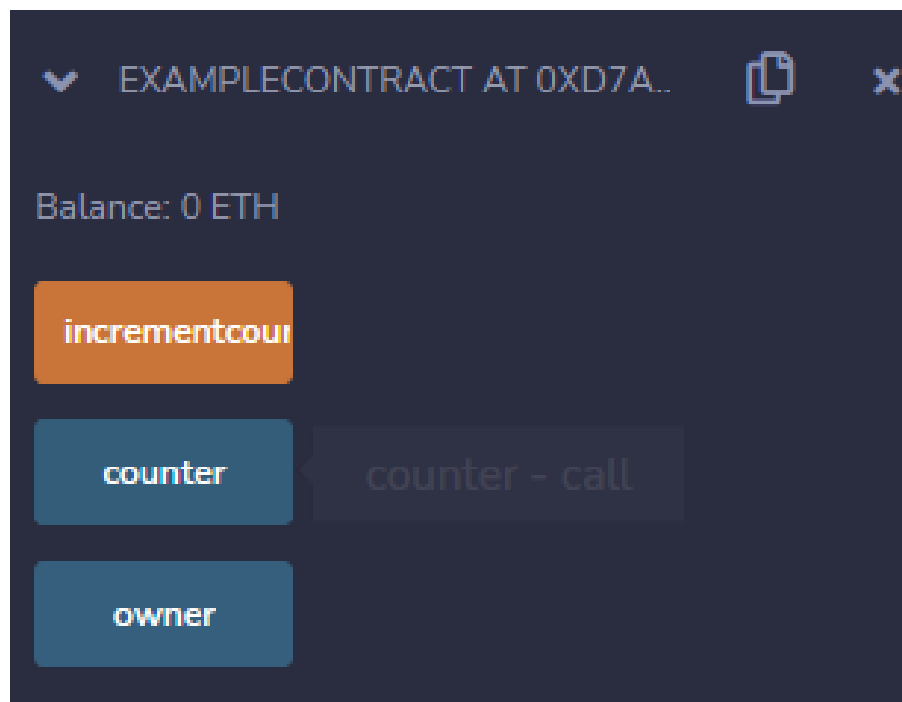 EXAMPLECONTRACT AT 0XD7A...
Balance: 0 ETH
incrementcour
counter
counter - call
owner